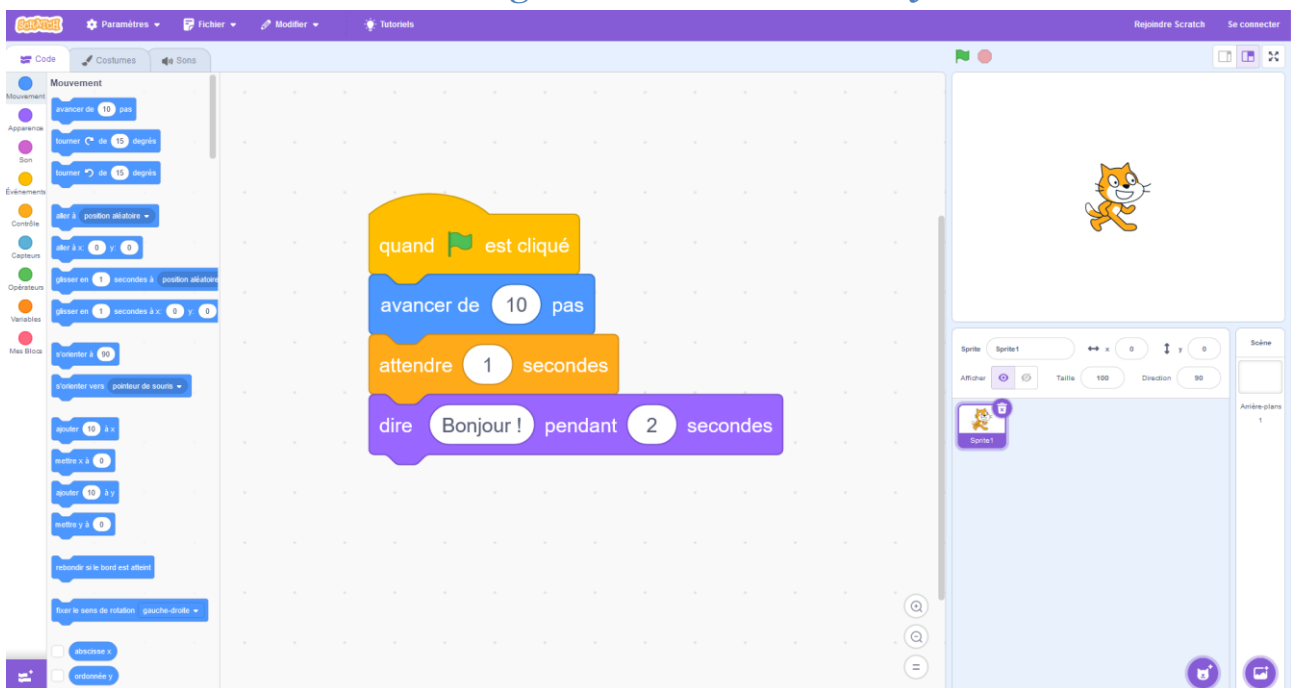 SCRATCH
Paramètres
Fichier
Modifier
Tutoriels
Rejoindre Scratch
Se connecter
Code
Costumes
Sons
Mouvement
Apparence
Son
Événements
Contrôle
Capteurs
Opérateurs
Variables
Mes Blocs
Mouvement
avancer de 10 pas
tourner de 15 degrés
tourner de 15 degrés
aller à position aléatoire
aller à x: 0 y: 0
glisser en 1 secondes à position aléatoire
glisser en 1 secondes à x: 0 y: 0
s'orienter à 90
s'orienter vers pointeur de souris
ajouter 10 à x
mettre x à 0
ajouter 10 à y
mettre y à 0
rebondir si le bord est atteint
fixer le sens de rotation gauche-droite
abscisse x
ordonnée y
quand est cliqué
avancer de 10 pas
attendre 1 secondes
dire Bonjour ! pendant 2 secondes
Sprite Sprite1 x 0 y 0
Afficher Taille 100 Direction 90
Sprite1
Scène
Arrière-plans
1